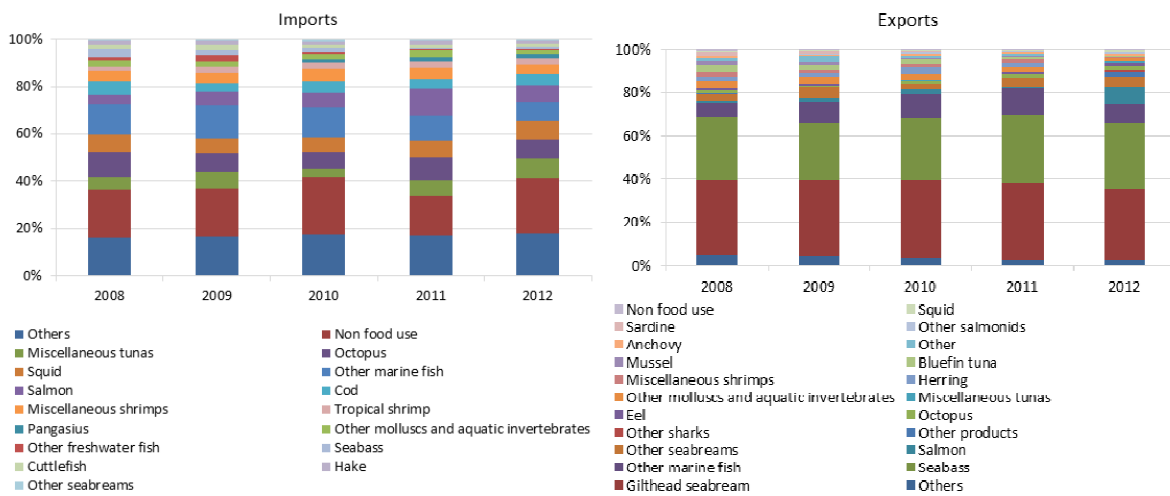 Imports
100%
80%
60%
40%
20%
0%
2008 2009 2010 2011 2012
Others Non food use
Miscellaneous tunas Octopus
Squid Other marine fish
Salmon Cod
Miscellaneous shrimps Tropical shrimp
Pangasius Other molluscs and aquatic invertebrates
Other freshwater fish Seabass
Cuttlefish Hake
Other seabreams
Exports
100%
80%
60%
40%
20%
0%
2008 2009 2010 2011 2012
Non food use Squid
Sardine Other salmonids
Anchovy Other
Mussel Bluefin tuna
Miscellaneous shrimps Herring
Other molluscs and aquatic invertebrates Miscellaneous tunas
Eel Octopus
Other sharks Other products
Other seabreams Salmon
Other marine fish Seabass
Gilthead seabream Others